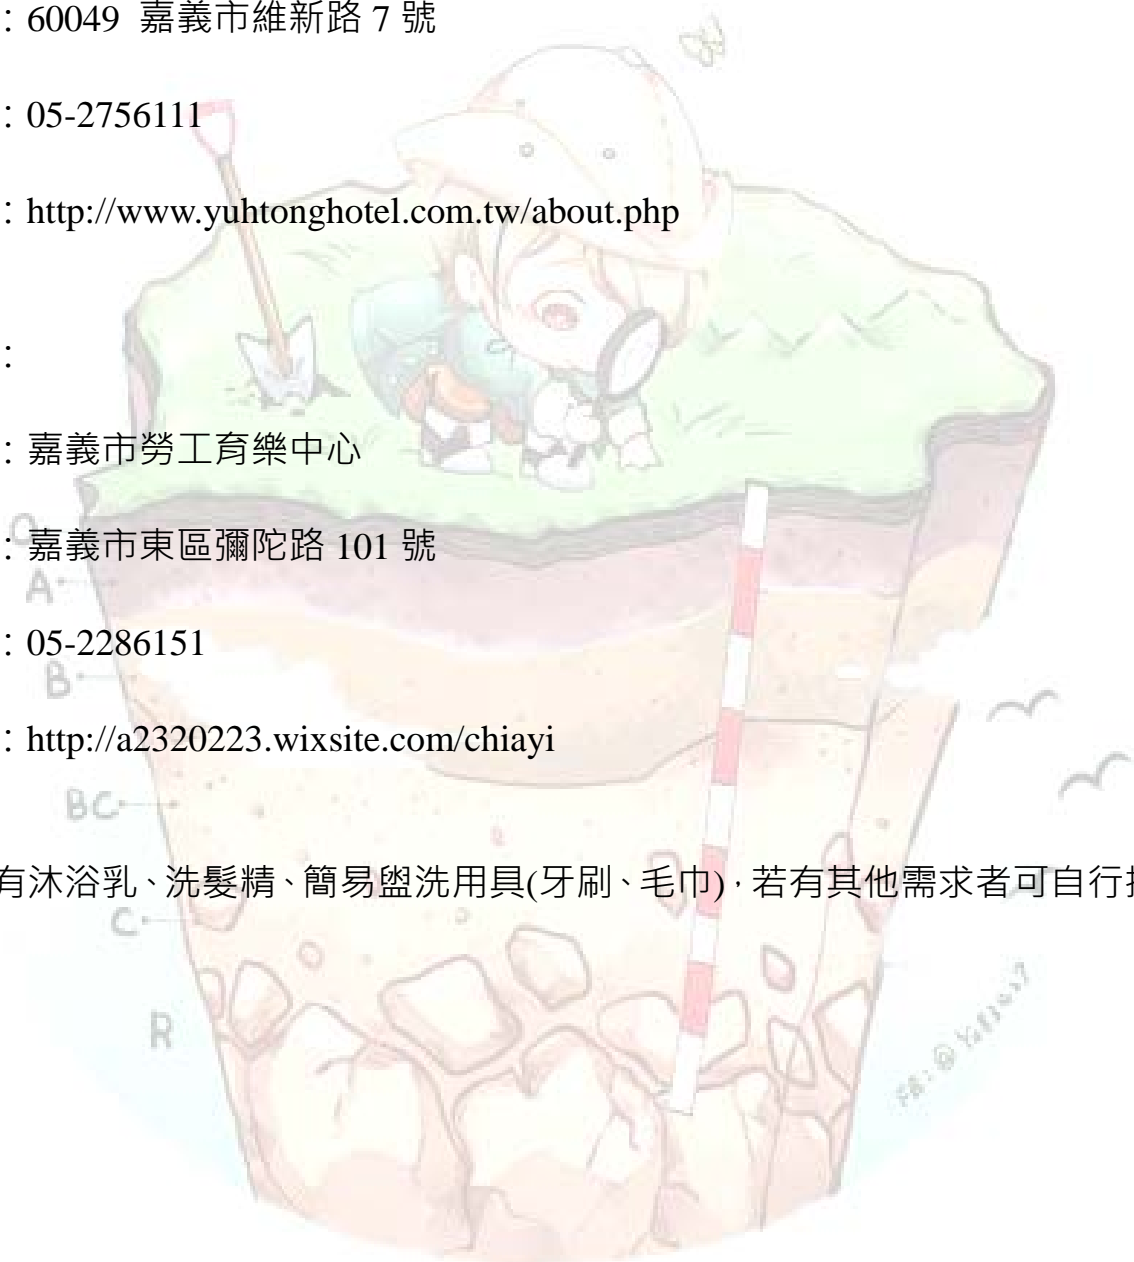 ：60049 嘉義市維新路 7 號
：05-2756111
：http://www.yuhtonghotel.com.tw/about.php
：
：嘉義市勞工育樂中心
O
：嘉義市東區彌陀路 101 號
A
：05-2286151
B
：http://a2320223.wixsite.com/chiayi
BC
有沐浴乳、洗髮精、簡易盥洗用具(牙刷、毛巾)，若有其他需求者可自行
C
R
FB:@